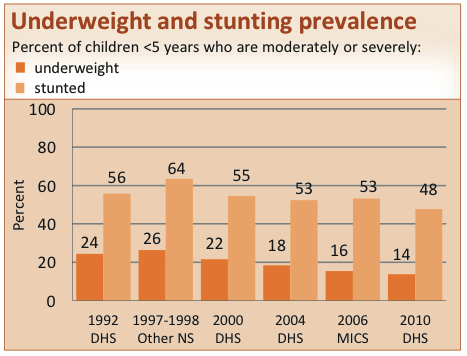 Underweight and stunting prevalence
Percent of children <5 years who are moderately or severely:
underweight
stunted
100
80
60
40
20
0
Percent
24 56
26 64
22 55
18 53
16 53
14 48
1992 1997-1998 2000 2004 2006 2010
DHS Other NS DHS DHS MICS DHS